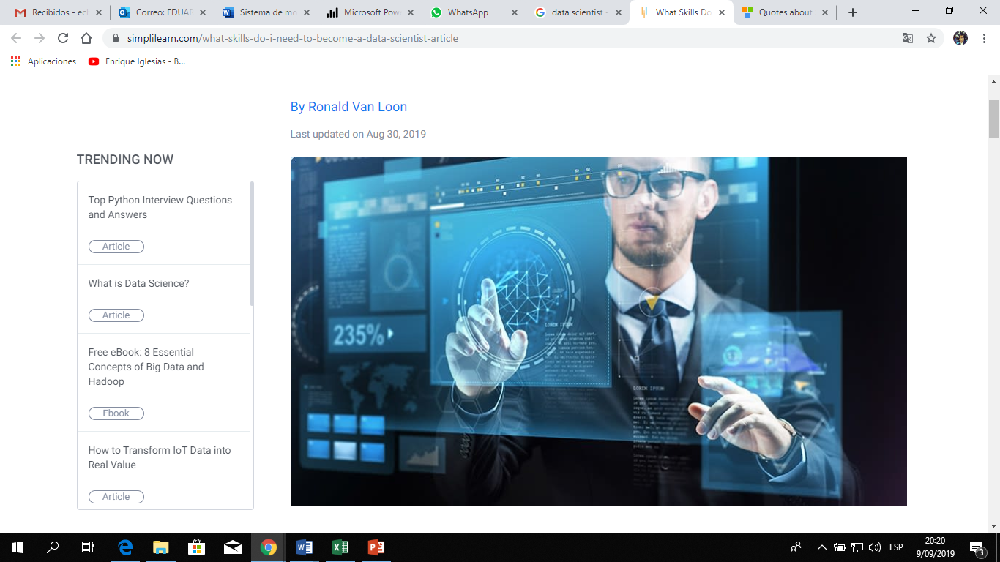 Recibidos - ech
Correo: EDUAR
Sistema de mo
Microsoft Pow
WhatsApp
data scientist -
What Skills Do
Quotes about
simplilearn.com/what-skills-do-i-need-to-become-a-data-scientist-article
Aplicaciones
Enrique Iglesias - B...
By Ronald Van Loon
Last updated on Aug 30, 2019
TRENDING NOW
Top Python Interview Questions
and Answers
Article
What is Data Science?
Article
Free eBook: 8 Essential
Concepts of Big Data and
Hadoop
Ebook
How to Transform IoT Data into
Real Value
Article
235%
LOREM IPSUM
LOREM IPSUM
ESP
20:20
9/09/2019
3